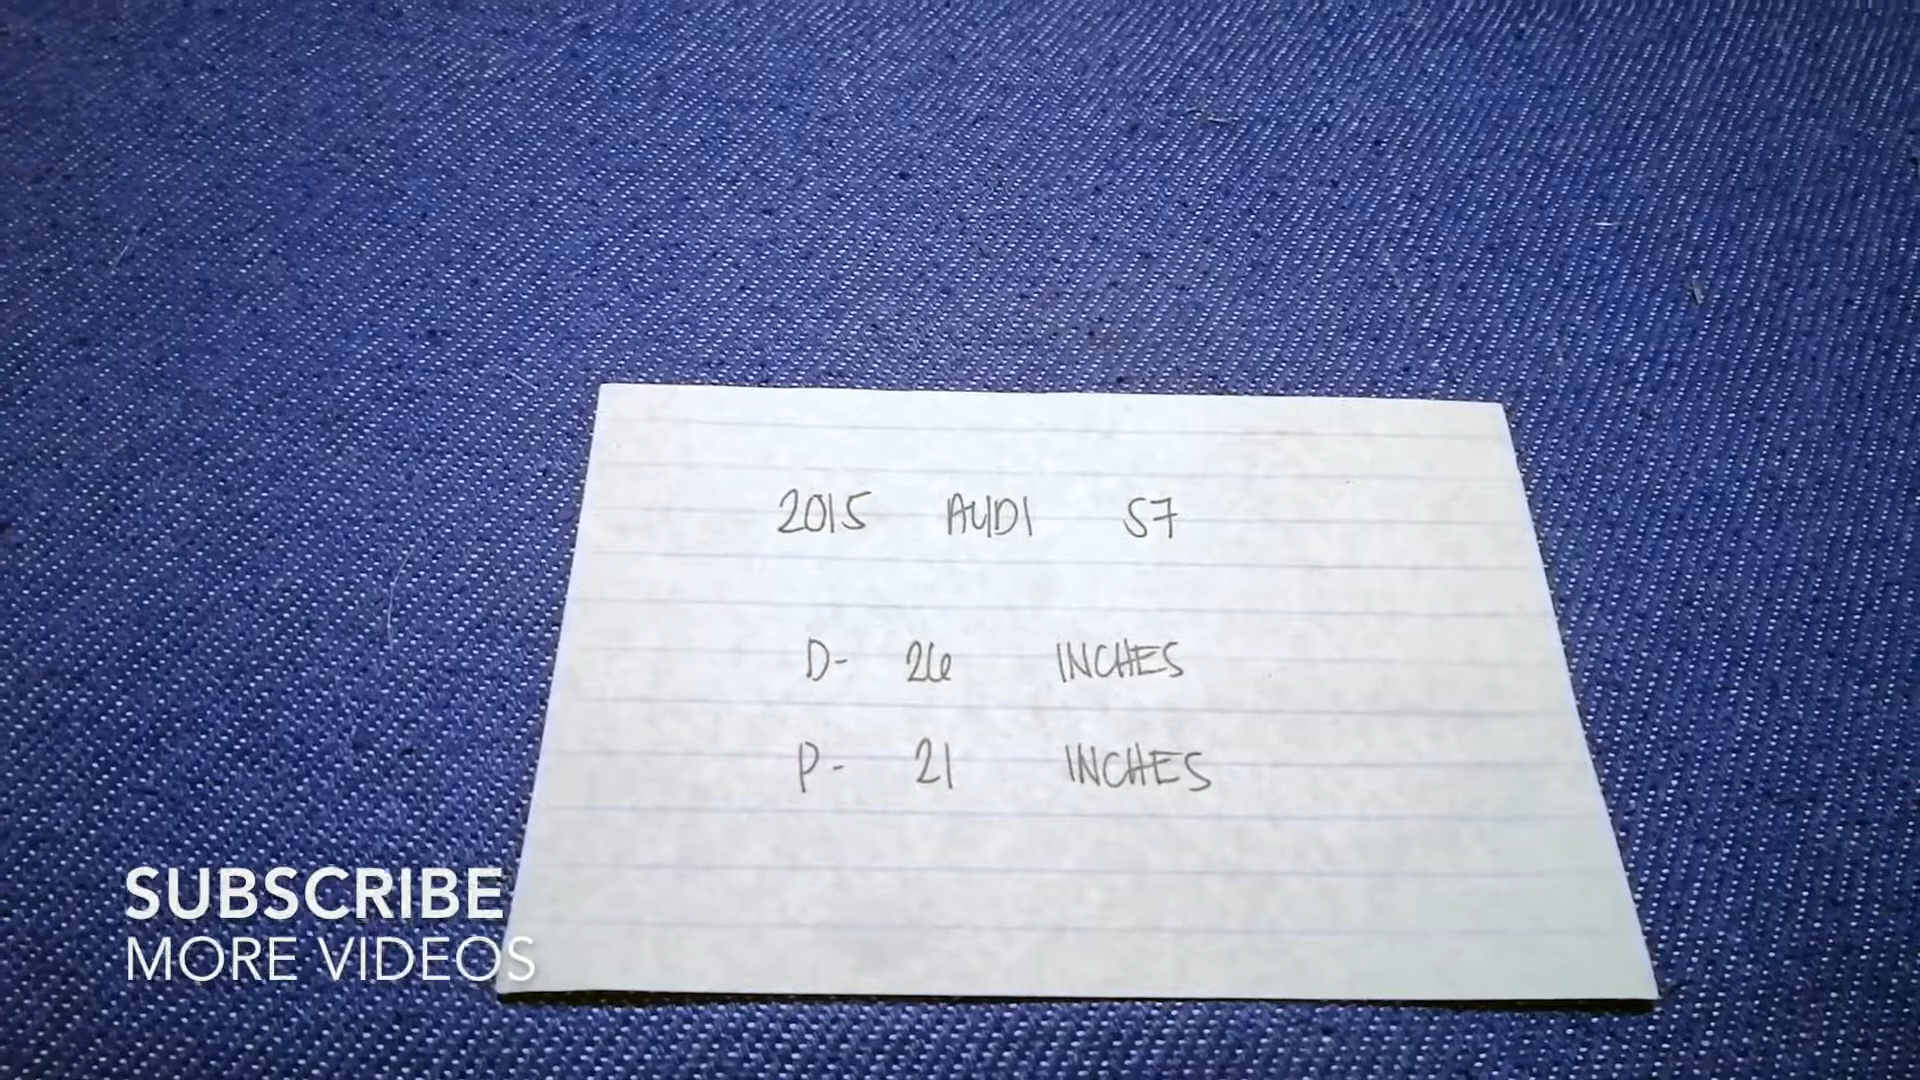 2015 AUDI S7
D- 26 INCHES
P- 21 INCHES
SUBSCRIBE
MORE VIDEOS